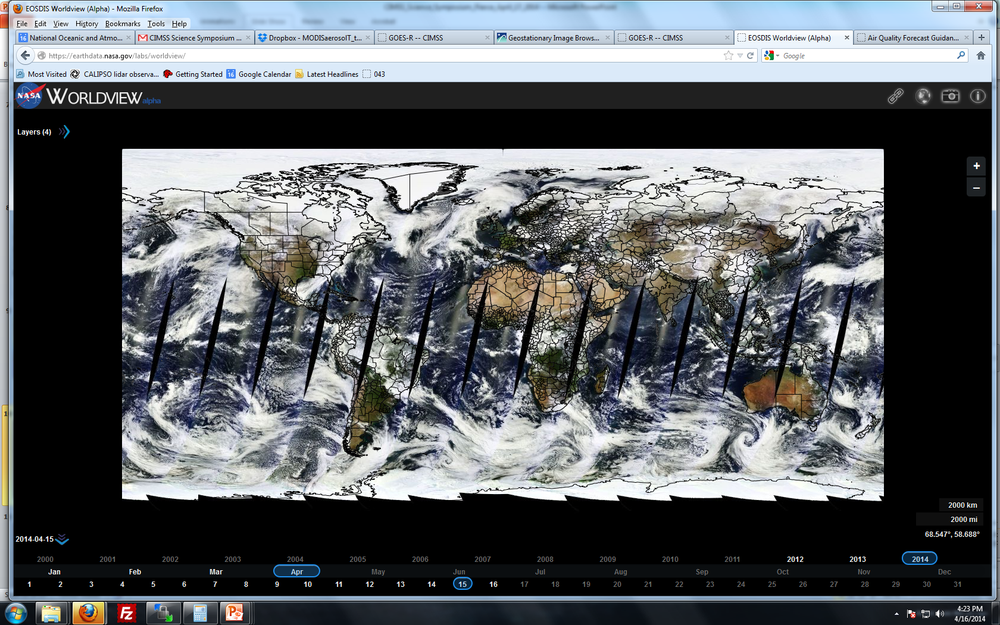 EOSDIS Worldview (Alpha) - Mozilla Firefox
File Edit View History Bookmarks Tools Help
National Oceanic and Atmo... CIMSS Science Symposium ... Dropbox - MODISaerosolT_t... GOES-R -- CIMSS Geostationary Image Brows... GOES-R -- CIMSS EOSDIS Worldview (Alpha) Air Quality Forecast Guidan...
https://earthdata.nasa.gov/labs/worldview/ Google
Most Visited CALIPSO lidar observa... Getting Started 16 Google Calendar Latest Headlines 043
NASA WORLDVIEW alpha
Layers (4)
+
−
2000 km
2000 mi
68.547°, 58.688°
2014-04-15
2000 2001 2002 2003 2004 2005 2006 2007 2008 2009 2010 2011 2012 2013 2014
Jan Feb Mar Apr May Jun Jul Aug Sep Oct Nov Dec
1 2 3 4 5 6 7 8 9 10 11 12 13 14 15 16 17 18 19 20 21 22 23 24 25 26 27 28 29 30 31
Fz
4:23 PM
4/16/2014